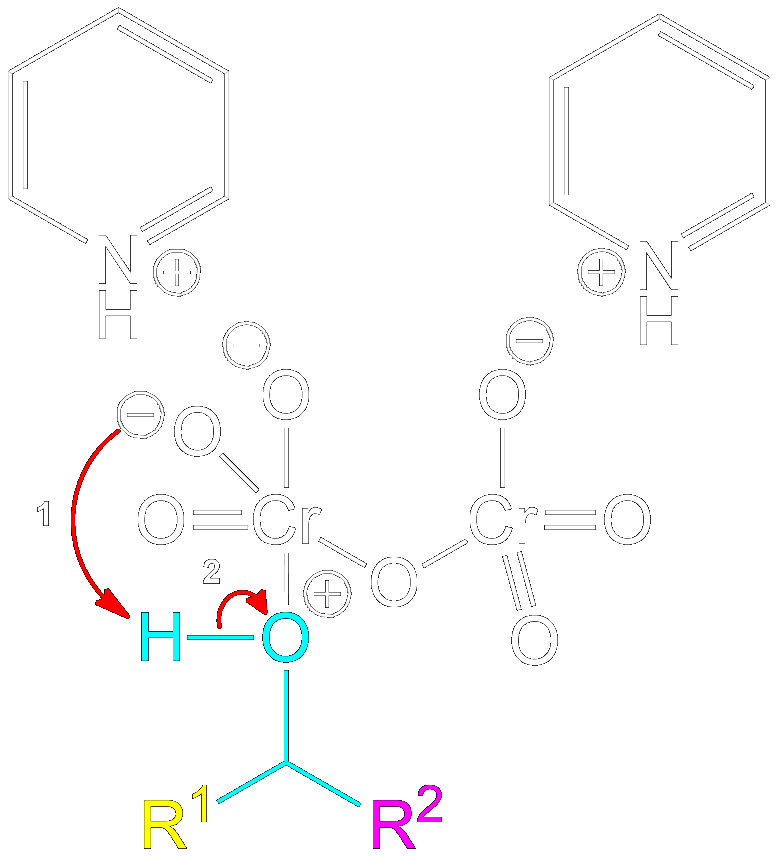 N N
⊕ ⊕
H H
⊖ ⊖
O O
⊖ O
O Cr Cr O
1
O
2 ⊕
H O O
R1 R2